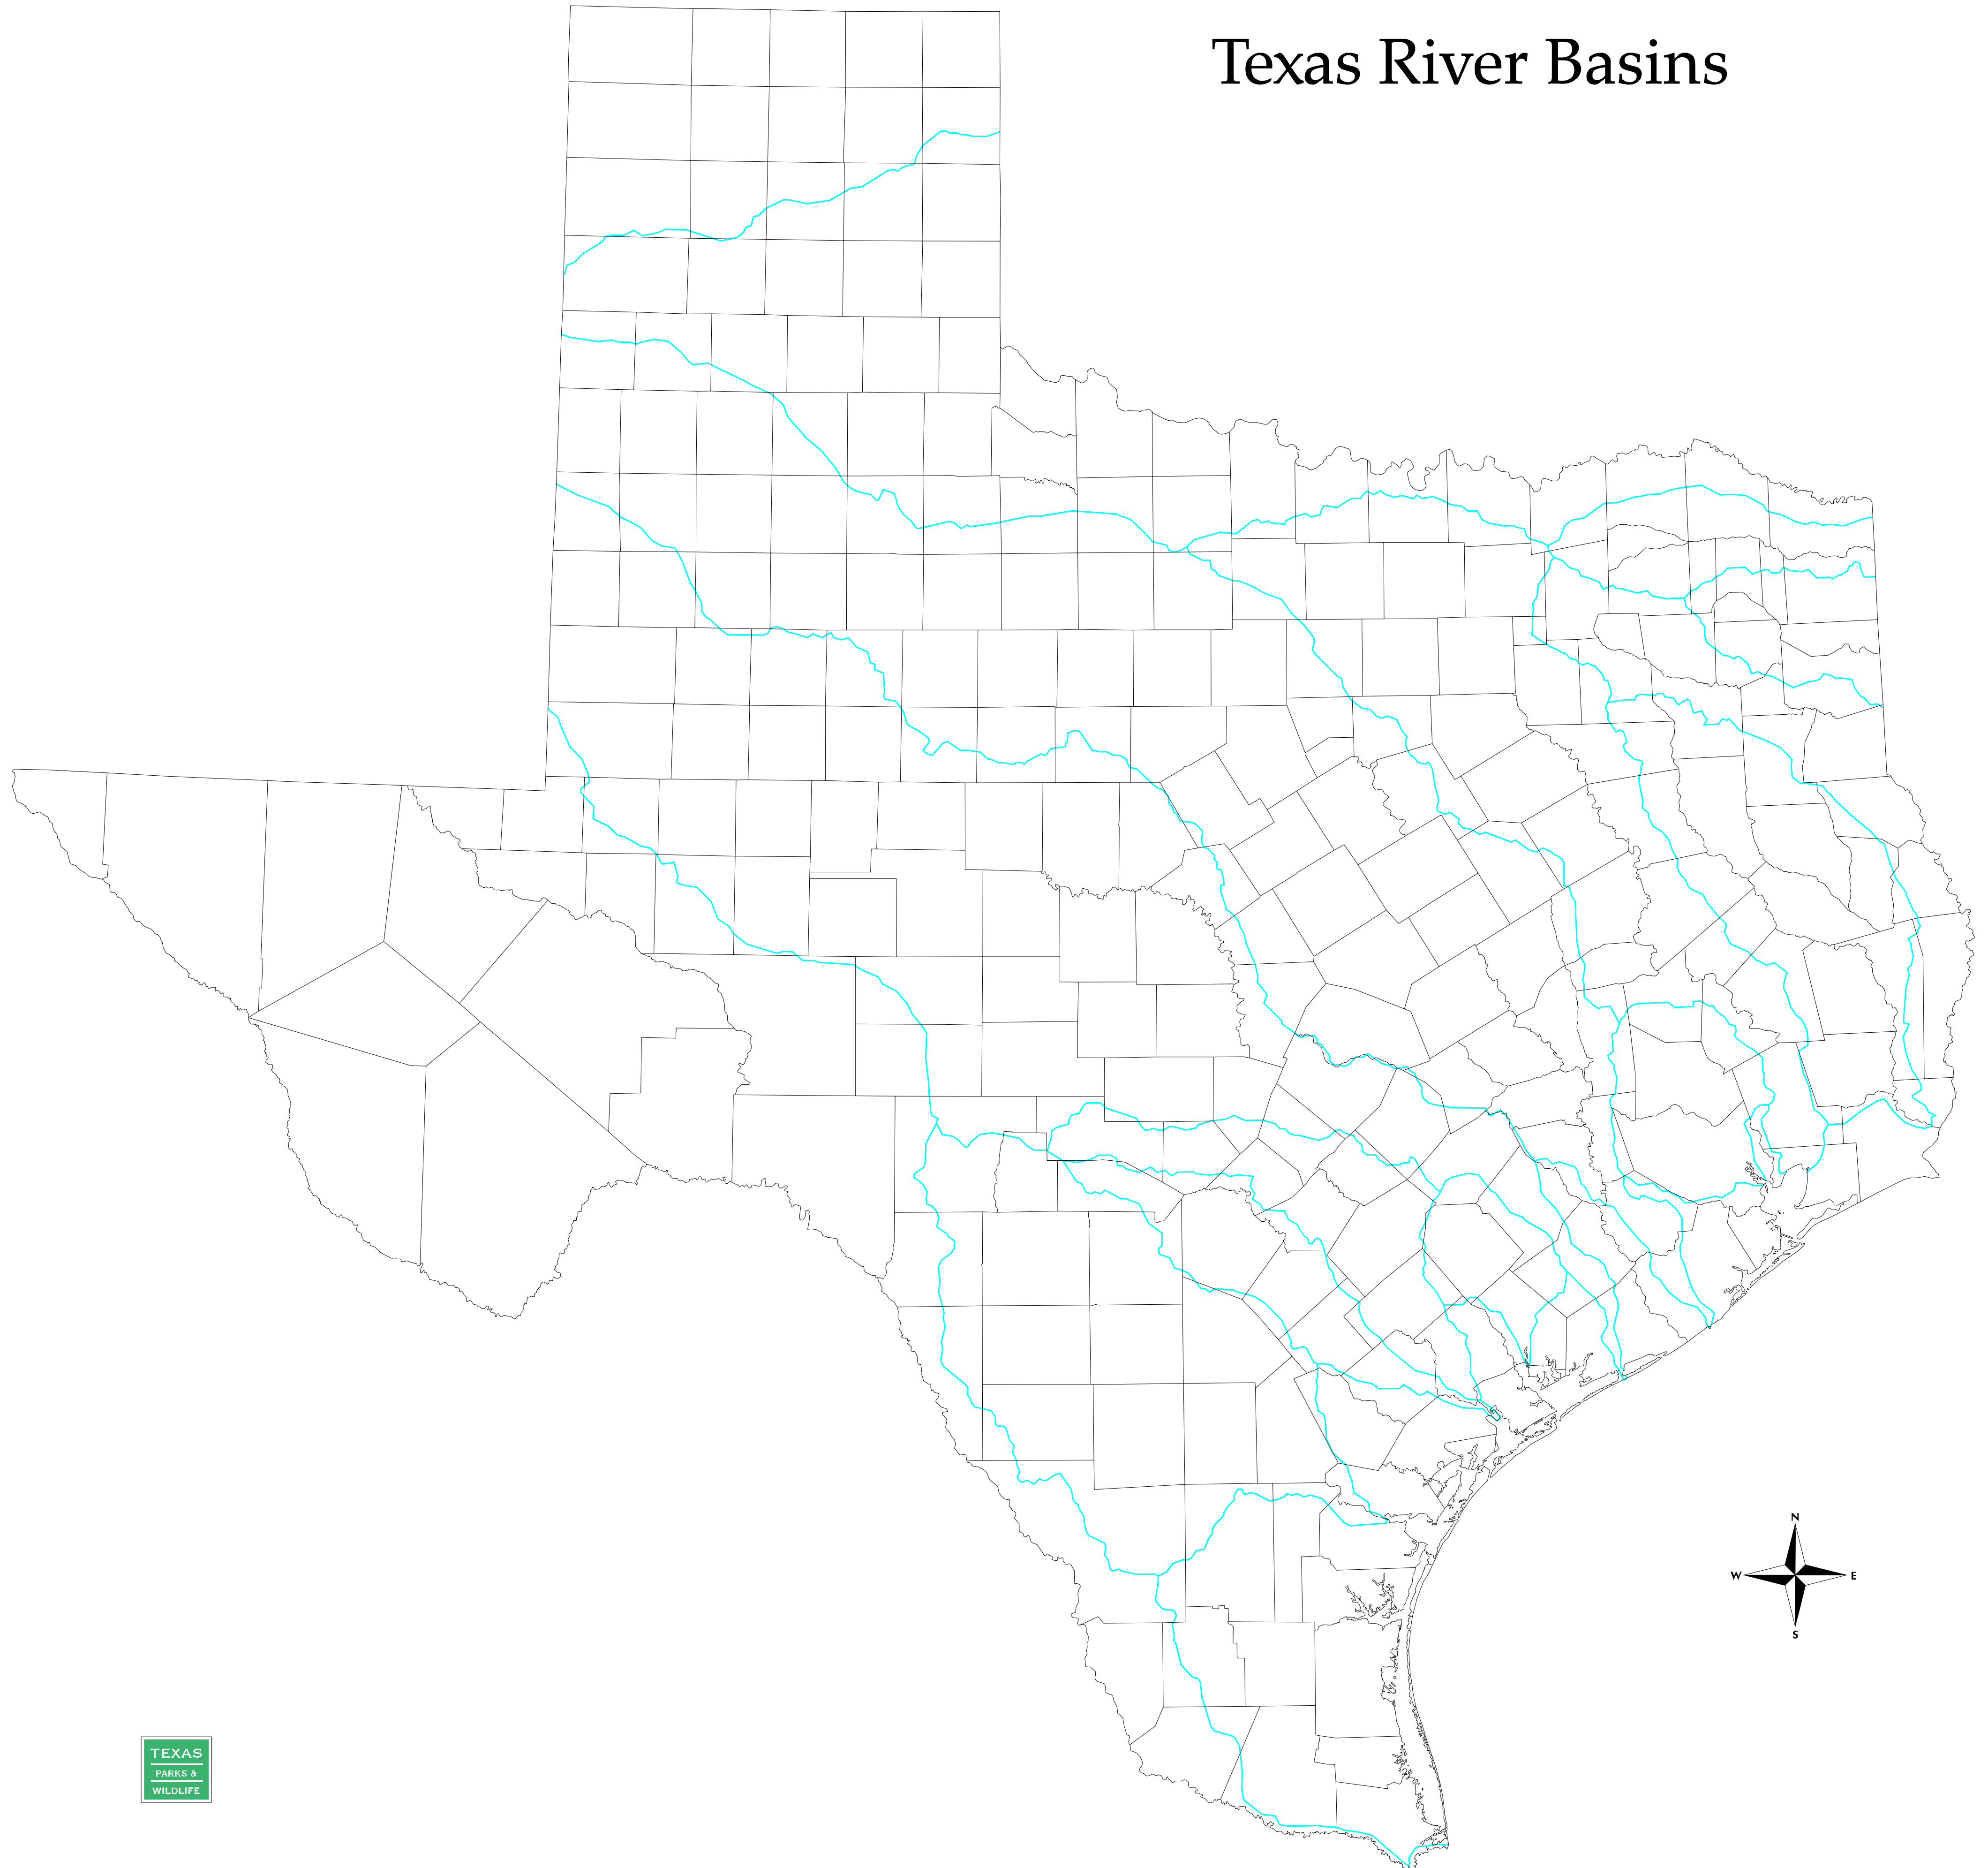 Texas River Basins
N
W
E
S
TEXAS
PARKS &
WILDLIFE